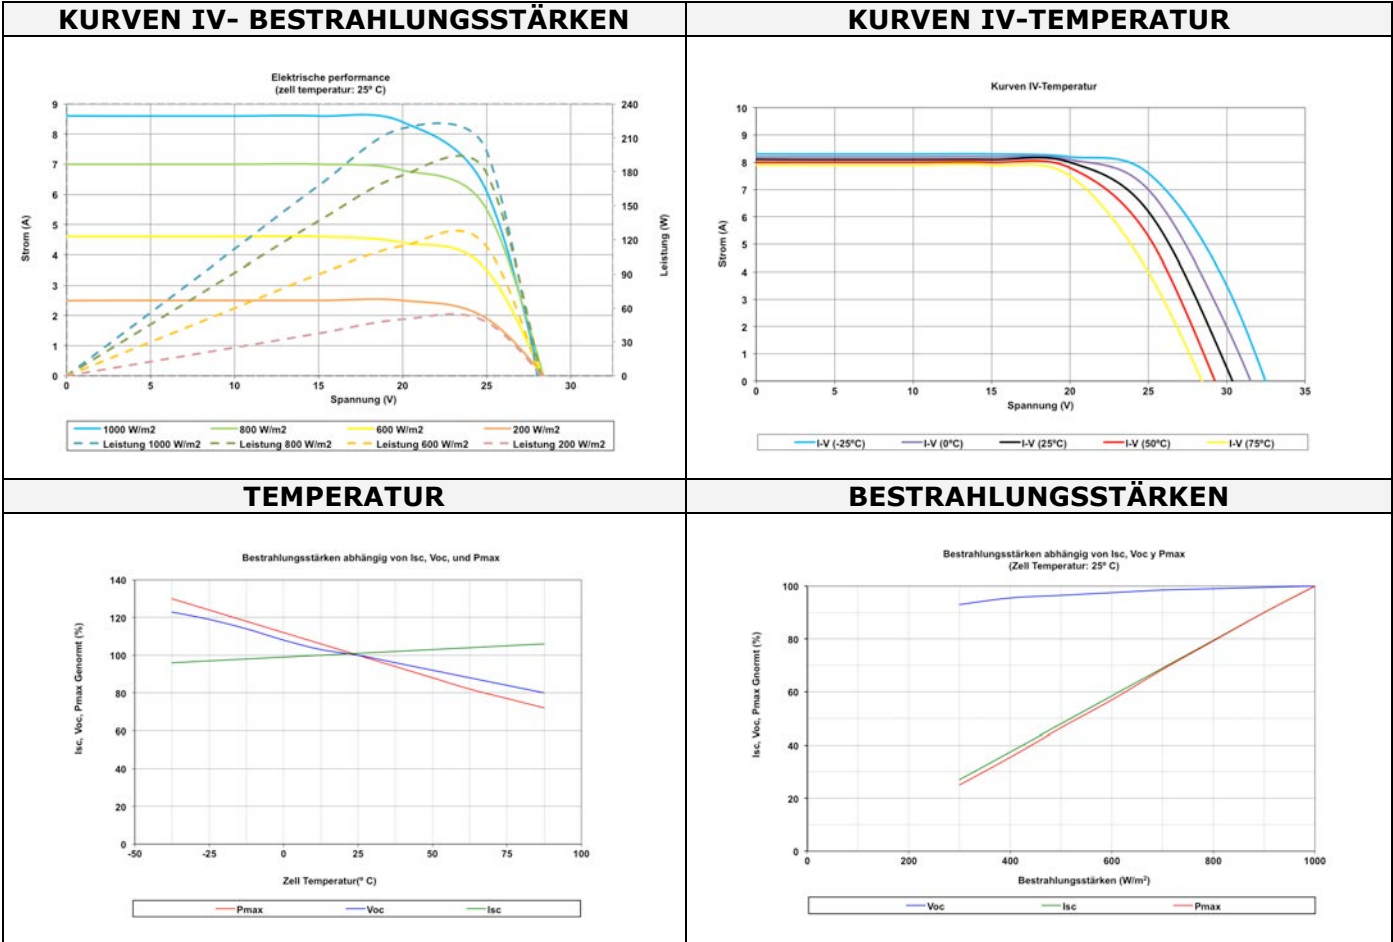 KURVEN IV- BESTRAHLUNGSSTÄRKEN
Elektrische performance
(zell temperatur: 25º C)
9
8
7
6
5
4
3
2
1
0
Strom (A)
240
210
180
150
120
90
60
30
0
Leistung (W)
0 5 10 15 20 25 30
Spannung (V)
1000 W/m2 800 W/m2 600 W/m2 200 W/m2
Leistung 1000 W/m2 Leistung 800 W/m2 Leistung 600 W/m2 Leistung 200 W/m2
KURVEN IV-TEMPERATUR
Kurven IV-Temperatur
10
9
8
7
6
5
4
3
2
1
0
Strom (A)
0 5 10 15 20 25 30 35
Spannung (V)
I-V (-25ºC) I-V (0ºC) I-V (25ºC) I-V (50ºC) I-V (75ºC)
TEMPERATUR
Bestrahlungsstärken abhängig von Isc, Voc, und Pmax
140
120
100
80
60
40
20
0
Isc, Voc, Pmax Genormt (%)
-50 -25 0 25 50 75 100
Zell Temperatur(º C)
Pmax Voc Isc
BESTRAHLUNGSSTÄRKEN
Bestrahlungsstärken abhängig von Isc, Voc y Pmax
(Zell Temperatur: 25º C)
100
80
60
40
20
0
Isc, Voc, Pmax Gnormt (%)
0 200 400 600 800 1000
Bestrahlungsstärken (W/m²)
Voc Isc Pmax